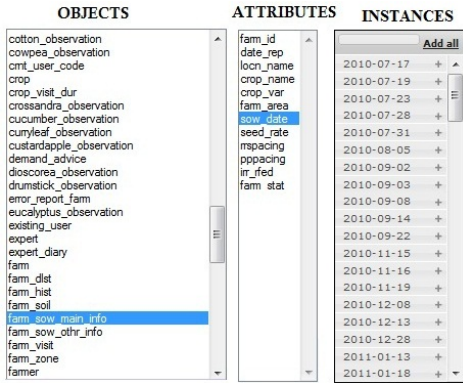 OBJECTS
cotton_observation
cowpea_observation
crnt_user_code
crop
crop_visit_dur
crossandra_observation
cucumber_observation
curryleaf_observation
custardapple_observation
demand_advice
dioscorea_observation
drumstick_observation
error_report_farm
eucalyptus_observation
existing_user
expert
expert_diary
farm
farm_dlst
farm_hist
farm_soil
farm_sow_main_info
farm_sow_othr_info
farm_visit
farm_zone
farmer
ATTRIBUTES
farm_id
date_rep
locn_name
crop_name
crop_var
farm_area
sow_date
seed_rate
rrspacing
pppacing
irr_rfed
farm_stat
INSTANCES
Add all
2010-07-17 +
2010-07-19 +
2010-07-23 +
2010-07-28 +
2010-07-31 +
2010-08-05 +
2010-09-02 +
2010-09-03 +
2010-09-08 +
2010-09-14 +
2010-09-22 +
2010-11-15 +
2010-11-16 +
2010-11-19 +
2010-12-08 +
2010-12-13 +
2010-12-28 +
2011-01-13 +
2011-01-18 +